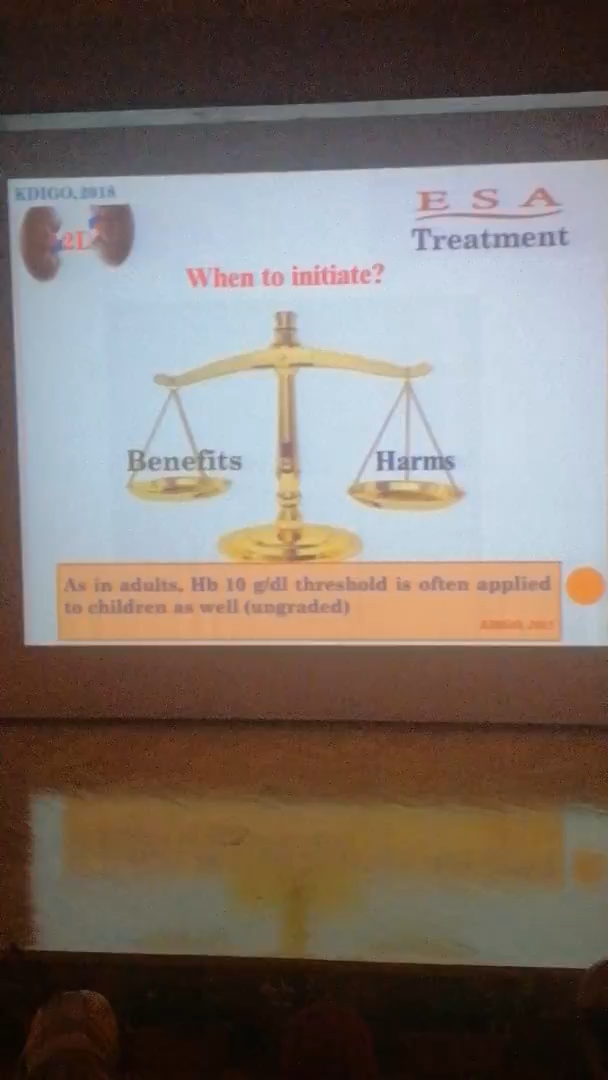 KDIGO, 2018
E S A
Treatment
When to initiate?
Benefits
Harms
As in adults, Hb 10 g/dl threshold is often applied
to children as well (ungraded)